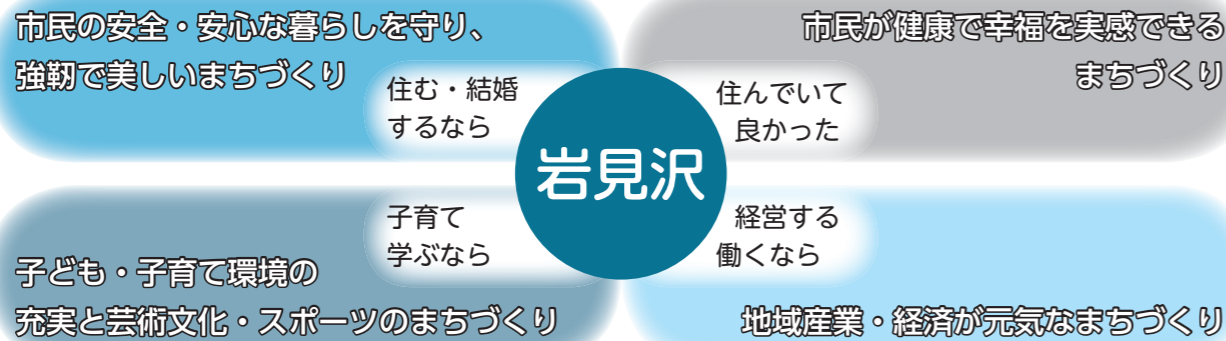 市民の安全・安心な暮らしを守り、
強靭で美しいまちづくり
住む・結婚
するなら
市民が健康で幸福を実感できる
まちづくり
住んでいて
良かった
岩見沢
子育て
学ぶなら
子ども・子育て環境の
充実と芸術文化・スポーツのまちづくり
経営する
働くなら
地域産業・経済が元気なまちづくり